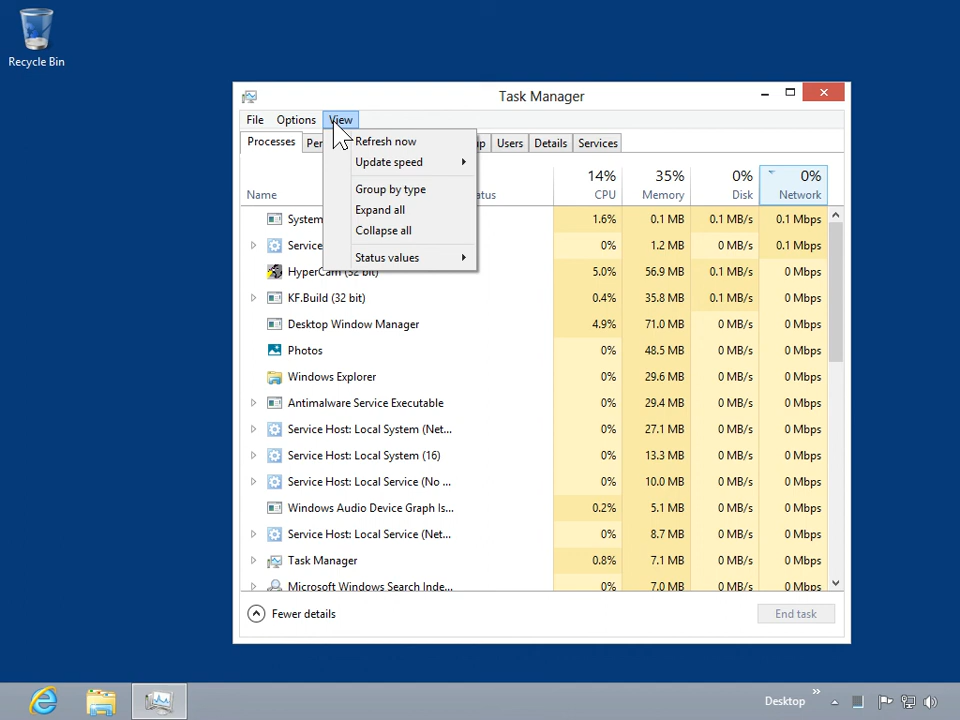 Recycle Bin
Task Manager
File Options View
Refresh now
Update speed
Group by type
Expand all
Collapse all
Status values
Processes Per up Users Details Services
14% 35% 0% 0%
Name atus CPU Memory Disk Network
System 1.6% 0.1 MB 0.1 MB/s 0.1 Mbps
Service 0% 1.2 MB 0 MB/s 0.1 Mbps
HyperCam (32 bit) 5.0% 56.9 MB 0.1 MB/s 0 Mbps
KF.Build (32 bit) 0.4% 35.8 MB 0.1 MB/s 0 Mbps
Desktop Window Manager 4.9% 71.0 MB 0 MB/s 0 Mbps
Photos 0% 48.5 MB 0 MB/s 0 Mbps
Windows Explorer 0% 29.6 MB 0 MB/s 0 Mbps
Antimalware Service Executable 0% 29.4 MB 0 MB/s 0 Mbps
Service Host: Local System (Net... 0% 27.1 MB 0 MB/s 0 Mbps
Service Host: Local System (16) 0% 13.3 MB 0 MB/s 0 Mbps
Service Host: Local Service (No ... 0% 10.0 MB 0 MB/s 0 Mbps
Windows Audio Device Graph Is... 0.2% 5.1 MB 0 MB/s 0 Mbps
Service Host: Local Service (Net... 0% 8.7 MB 0 MB/s 0 Mbps
Task Manager 0.8% 7.1 MB 0 MB/s 0 Mbps
Microsoft Windows Search Inde... 0% 7.0 MB 0 MB/s 0 Mbps
Fewer details End task
Desktop